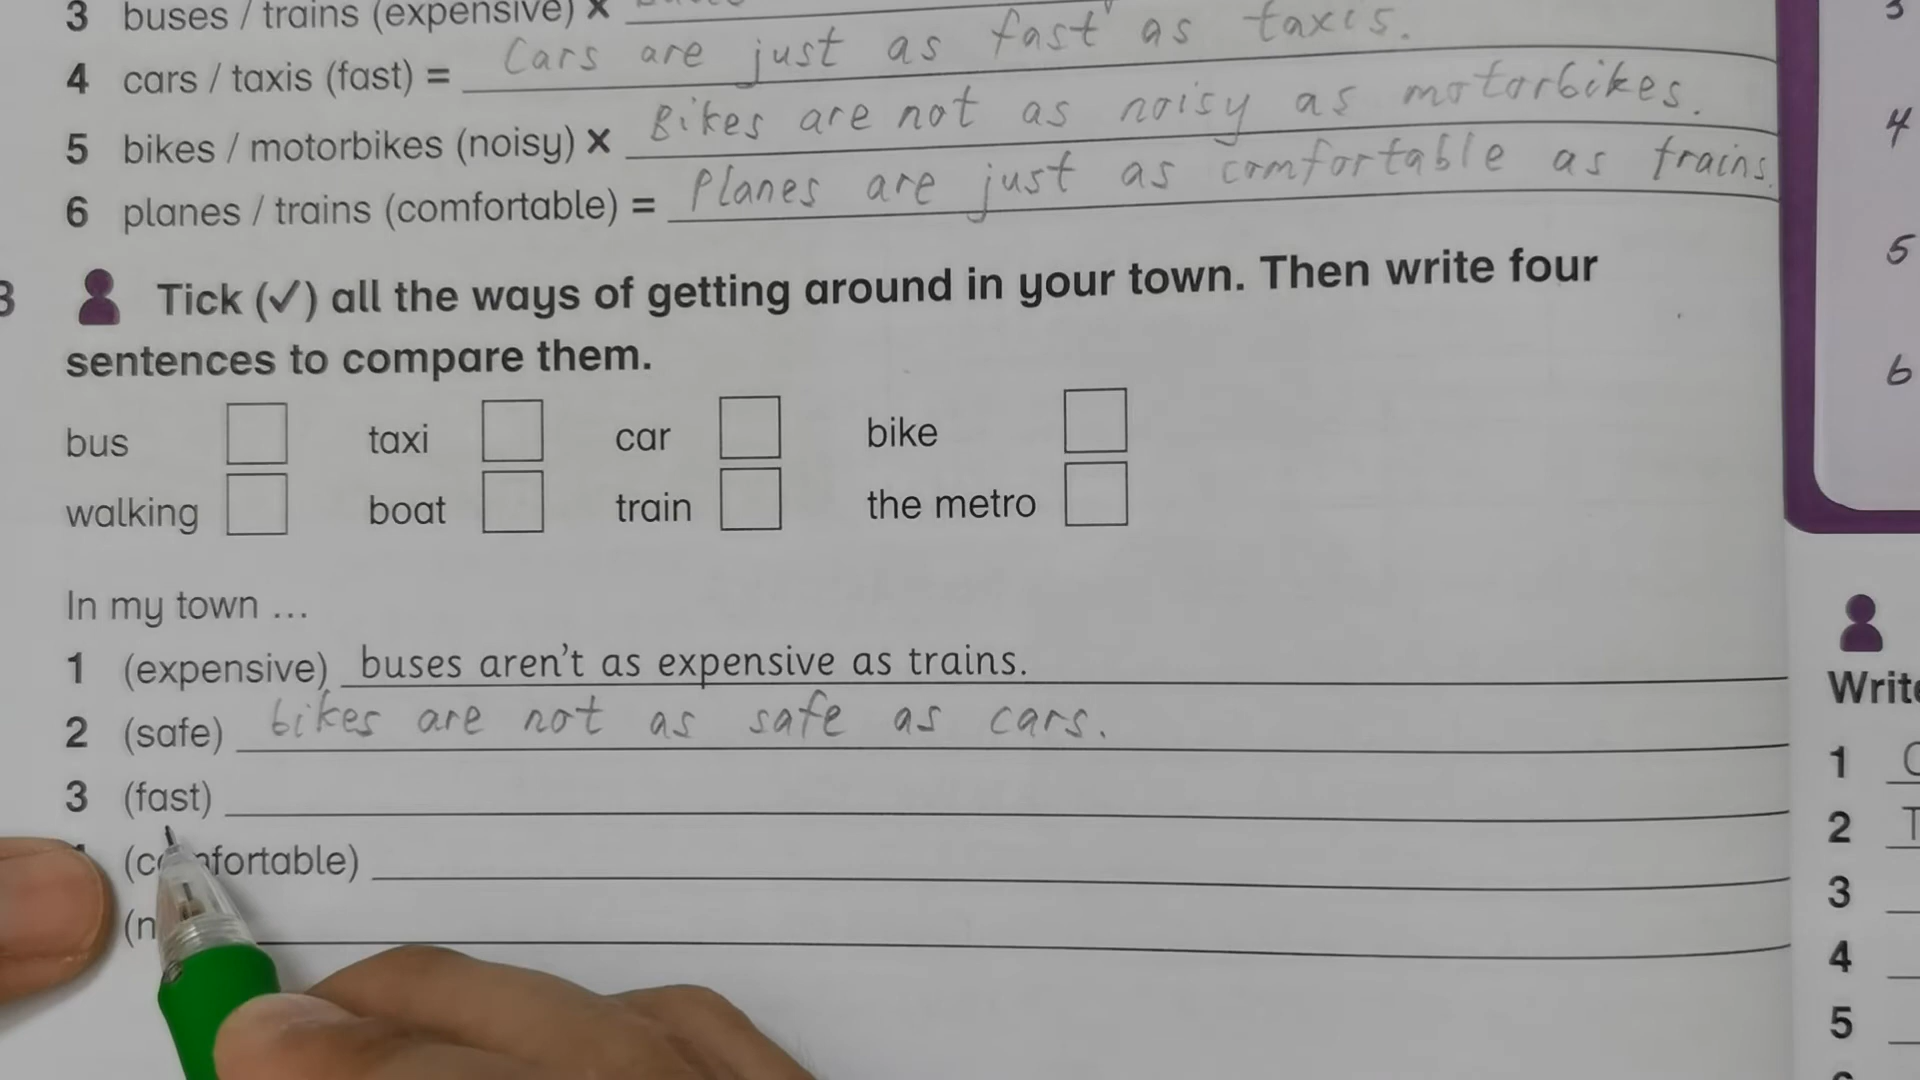 3 buses / trains (expensive) ×
4 cars / taxis (fast) = Cars are just as fast as taxis.
5 bikes / motorbikes (noisy) × Bikes are not as noisy as motorbikes.
6 planes / trains (comfortable) = Planes are just as comfortable as trains.
3 Tick (✓) all the ways of getting around in your town. Then write four
sentences to compare them.
bus taxi car bike
walking boat train the metro
In my town ...
1 (expensive) buses aren't as expensive as trains.
2 (safe) bikes are not as safe as cars.
3 (fast)
(comfortable)
(n
3
4
5
6
Write
1
2 T
3
4
5